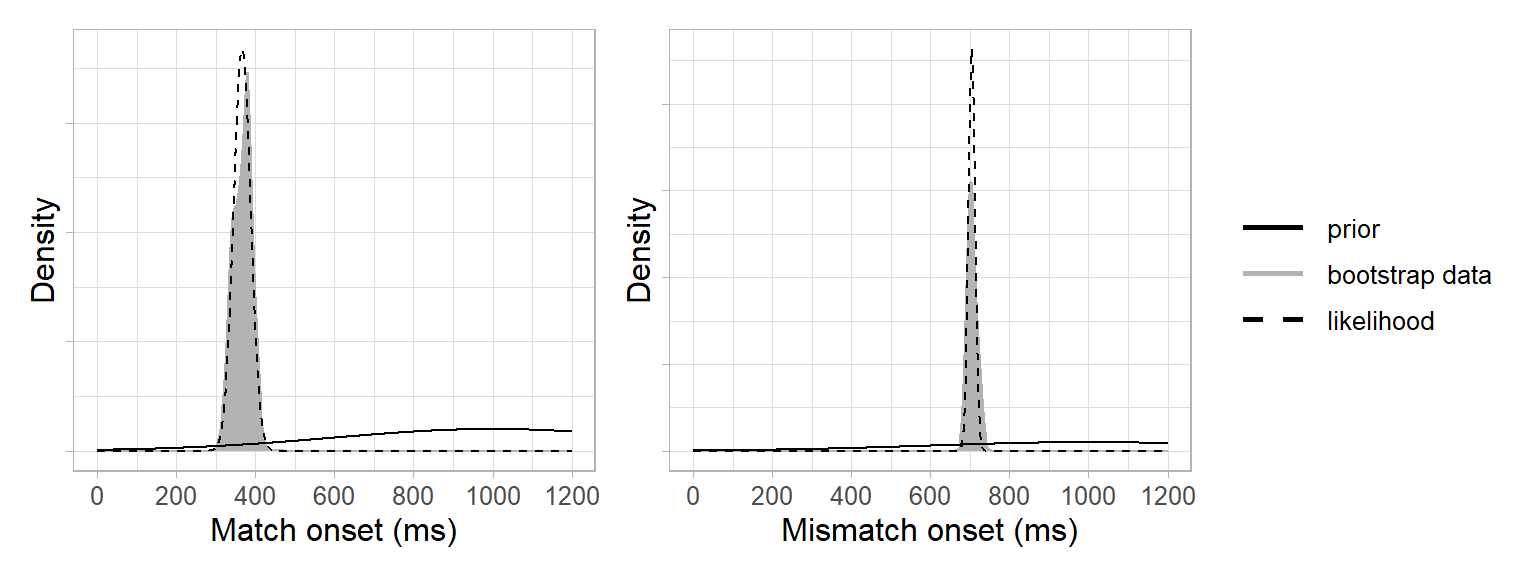 Density
0 200 400 600 800 1000 1200
Match onset (ms)
Density
0 200 400 600 800 1000 1200
Mismatch onset (ms)
prior
bootstrap data
likelihood